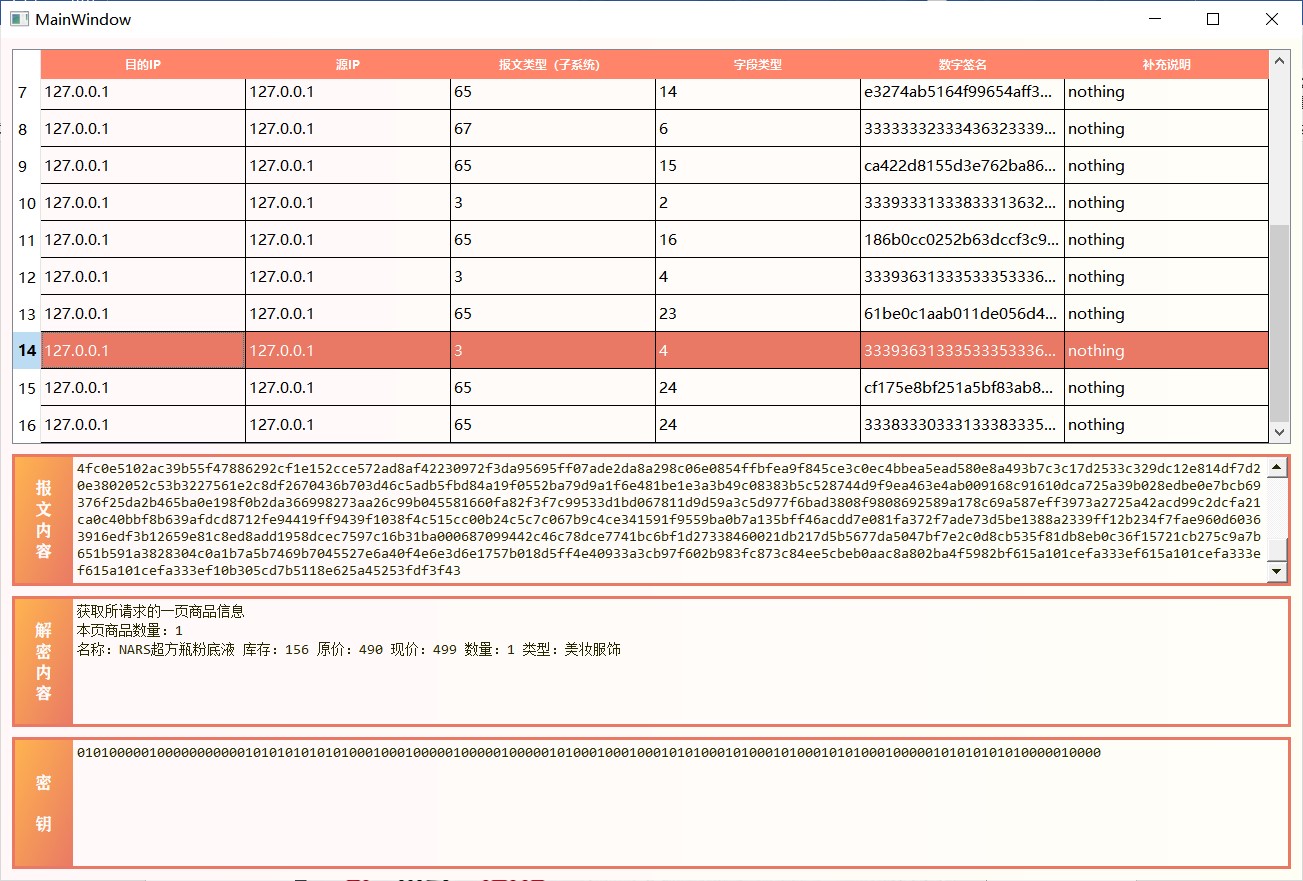 MainWindow
目的IP 源IP 报文类型（子系统） 字段类型 数字签名 补充说明
7 127.0.0.1 127.0.0.1 65 14 e3274ab5164f99654aff3... nothing
8 127.0.0.1 127.0.0.1 67 6 33333332333436323339... nothing
9 127.0.0.1 127.0.0.1 65 15 ca422d8155d3e762ba86... nothing
10 127.0.0.1 127.0.0.1 3 2 33393331333833313632... nothing
11 127.0.0.1 127.0.0.1 65 16 186b0cc0252b63dccf3c9... nothing
12 127.0.0.1 127.0.0.1 3 4 33393631333533353336... nothing
13 127.0.0.1 127.0.0.1 65 23 61be0c1aab011de056d4... nothing
14 127.0.0.1 127.0.0.1 3 4 33393631333533353336... nothing
15 127.0.0.1 127.0.0.1 65 24 cf175e8bf251a5bf83ab8... nothing
16 127.0.0.1 127.0.0.1 65 24 33383330333133383335... nothing
报文内容
4fc0e5102ac39b55f47886292cf1e152cce572ad8af42230972f3da95695ff07ade2da8a298c06e0854ffbfea9f845ce3c0ec4bbea5ead580e8a493b7c3c17d2533c329dc12e814df7d2
0e3802052c53b3227561e2c8df2670436b703d46c5adb5fbd84a19f0552ba79d9a1f6e481be1e3a3b49c08383b5c528744d9f9ea463e4ab009168c91610dca725a39b028edbe0e7bcb69
376f25da2b465ba0e198f0b2da366998273aa26c99b045581660fa82f3f7c99533d1bd067811d9d59a3c5d977f6bad3808f9808692589a178c69a587eff3973a2725a42acd99c2dcfa21
ca0c40bbf8b639afdcd8712fe94419ff9439f1038f4c515cc00b24c5c7c067b9c4ce341591f9559ba0b7a135bff46acdd7e081fa372f7ade73d5be1388a2339ff12b234f7fae960d6036
3916edf3b12659e81c8ed8add1958dcec7597c16b31ba000687099442c46c78dce7741bc6bf1d27338460021db217d5b5677da5047bf7e2c0d8cb535f81db8eb0c36f15721cb275c9a7b
651b591a3828304c0a1b7a5b7469b7045527e6a40f4e6e3d6e1757b018d5ff4e40933a3cb97f602b983fc873c84ee5cbeb0aac8a802ba4f5982bf615a101cefa333ef615a101cefa333e
f615a101cefa333ef10b305cd7b5118e625a45253fdf3f43
解密内容
获取所请求的一页商品信息
本页商品数量：1
名称：NARS超方瓶粉底液 库存：156 原价：490 现价：499 数量：1 类型：美妆服饰
密钥